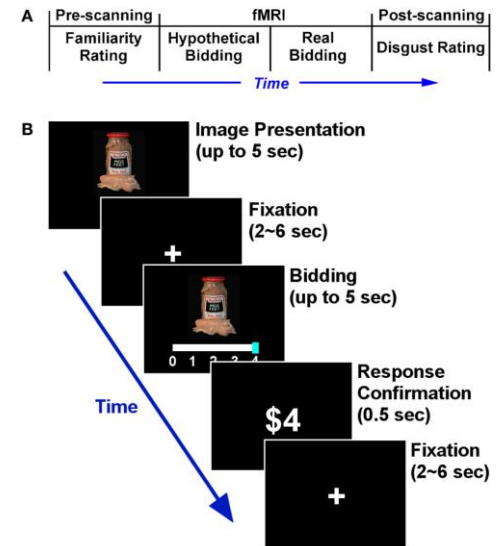 A
Pre-scanning fMRI Post-scanning
Familiarity Rating
Hypothetical Bidding
Real Bidding
Disgust Rating
Time
B
Image Presentation
(up to 5 sec)
Fixation
(2~6 sec)
+
Bidding
(up to 5 sec)
0 1 2 3 4
Response
Confirmation
(0.5 sec)
$4
Time
Fixation
(2~6 sec)
+